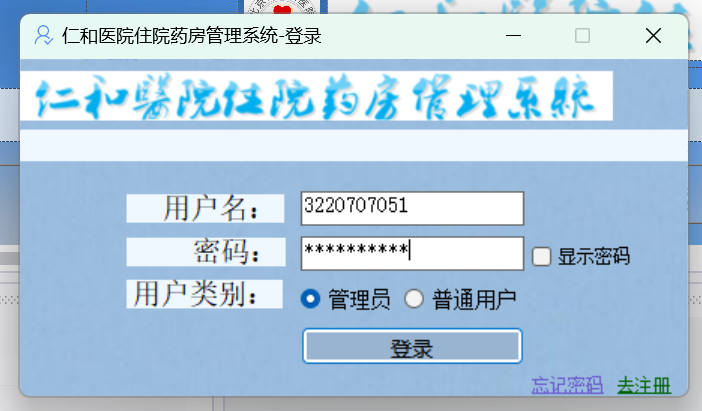 仁和医院住院药房管理系统-登录
仁和醫院住院药房管理系統
用户名： 3220707051
密码： ********** 显示密码
用户类别： 管理员 普通用户
登录
忘记密码 去注册